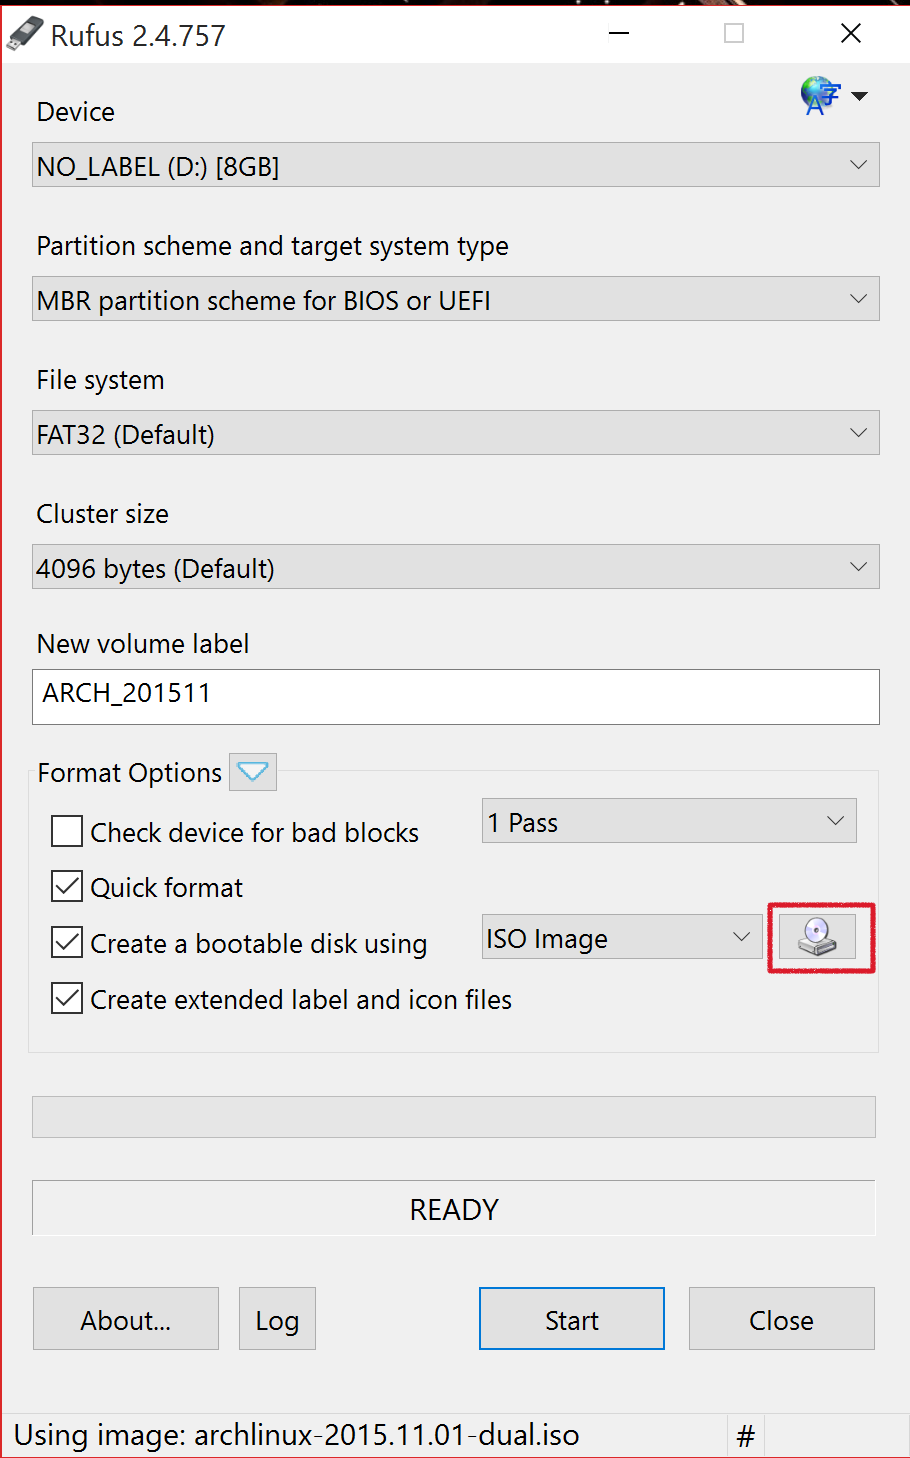 Rufus 2.4.757
Device
NO_LABEL (D:) [8GB]
Partition scheme and target system type
MBR partition scheme for BIOS or UEFI
File system
FAT32 (Default)
Cluster size
4096 bytes (Default)
New volume label
ARCH_201511
Format Options
Check device for bad blocks
1 Pass
Quick format
Create a bootable disk using
ISO Image
Create extended label and icon files
READY
About...
Log
Start
Close
Using image: archlinux-2015.11.01-dual.iso
#